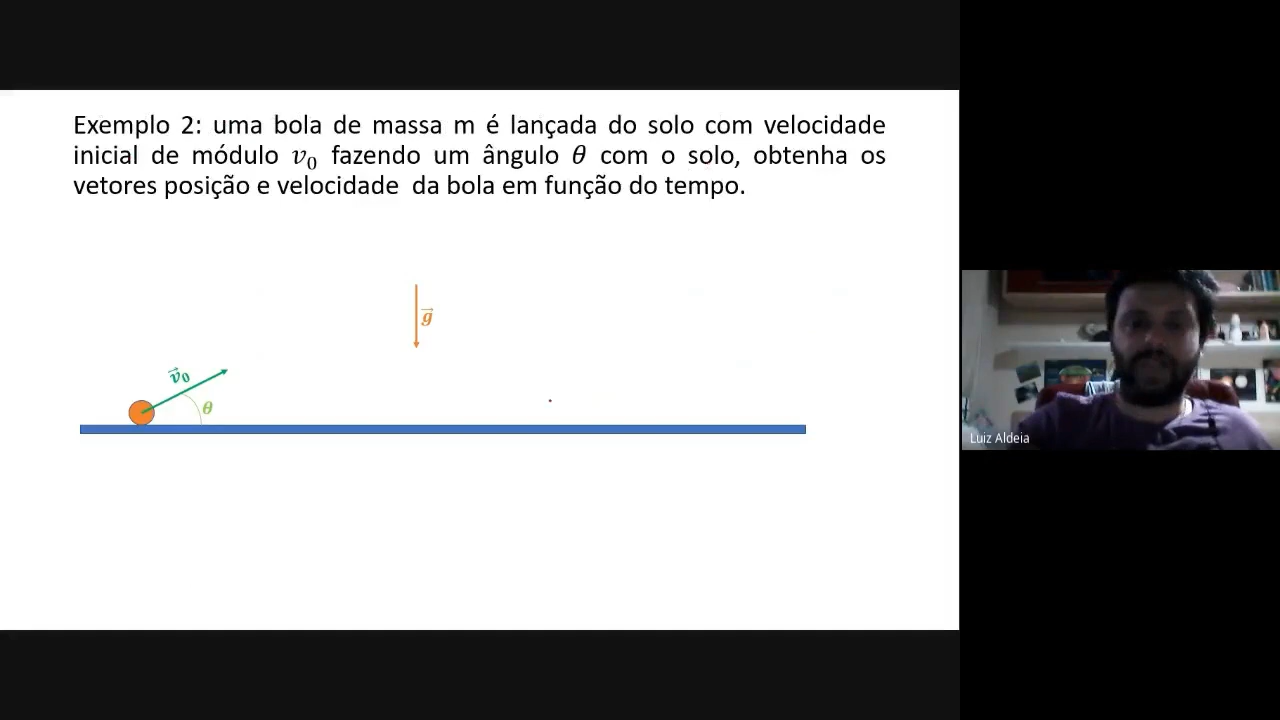 Exemplo 2: uma bola de massa m é lançada do solo com velocidade
inicial de módulo v₀ fazendo um ângulo θ com o solo, obtenha os
vetores posição e velocidade da bola em função do tempo.
g⃗
v⃗₀
θ
Luiz Aldeia